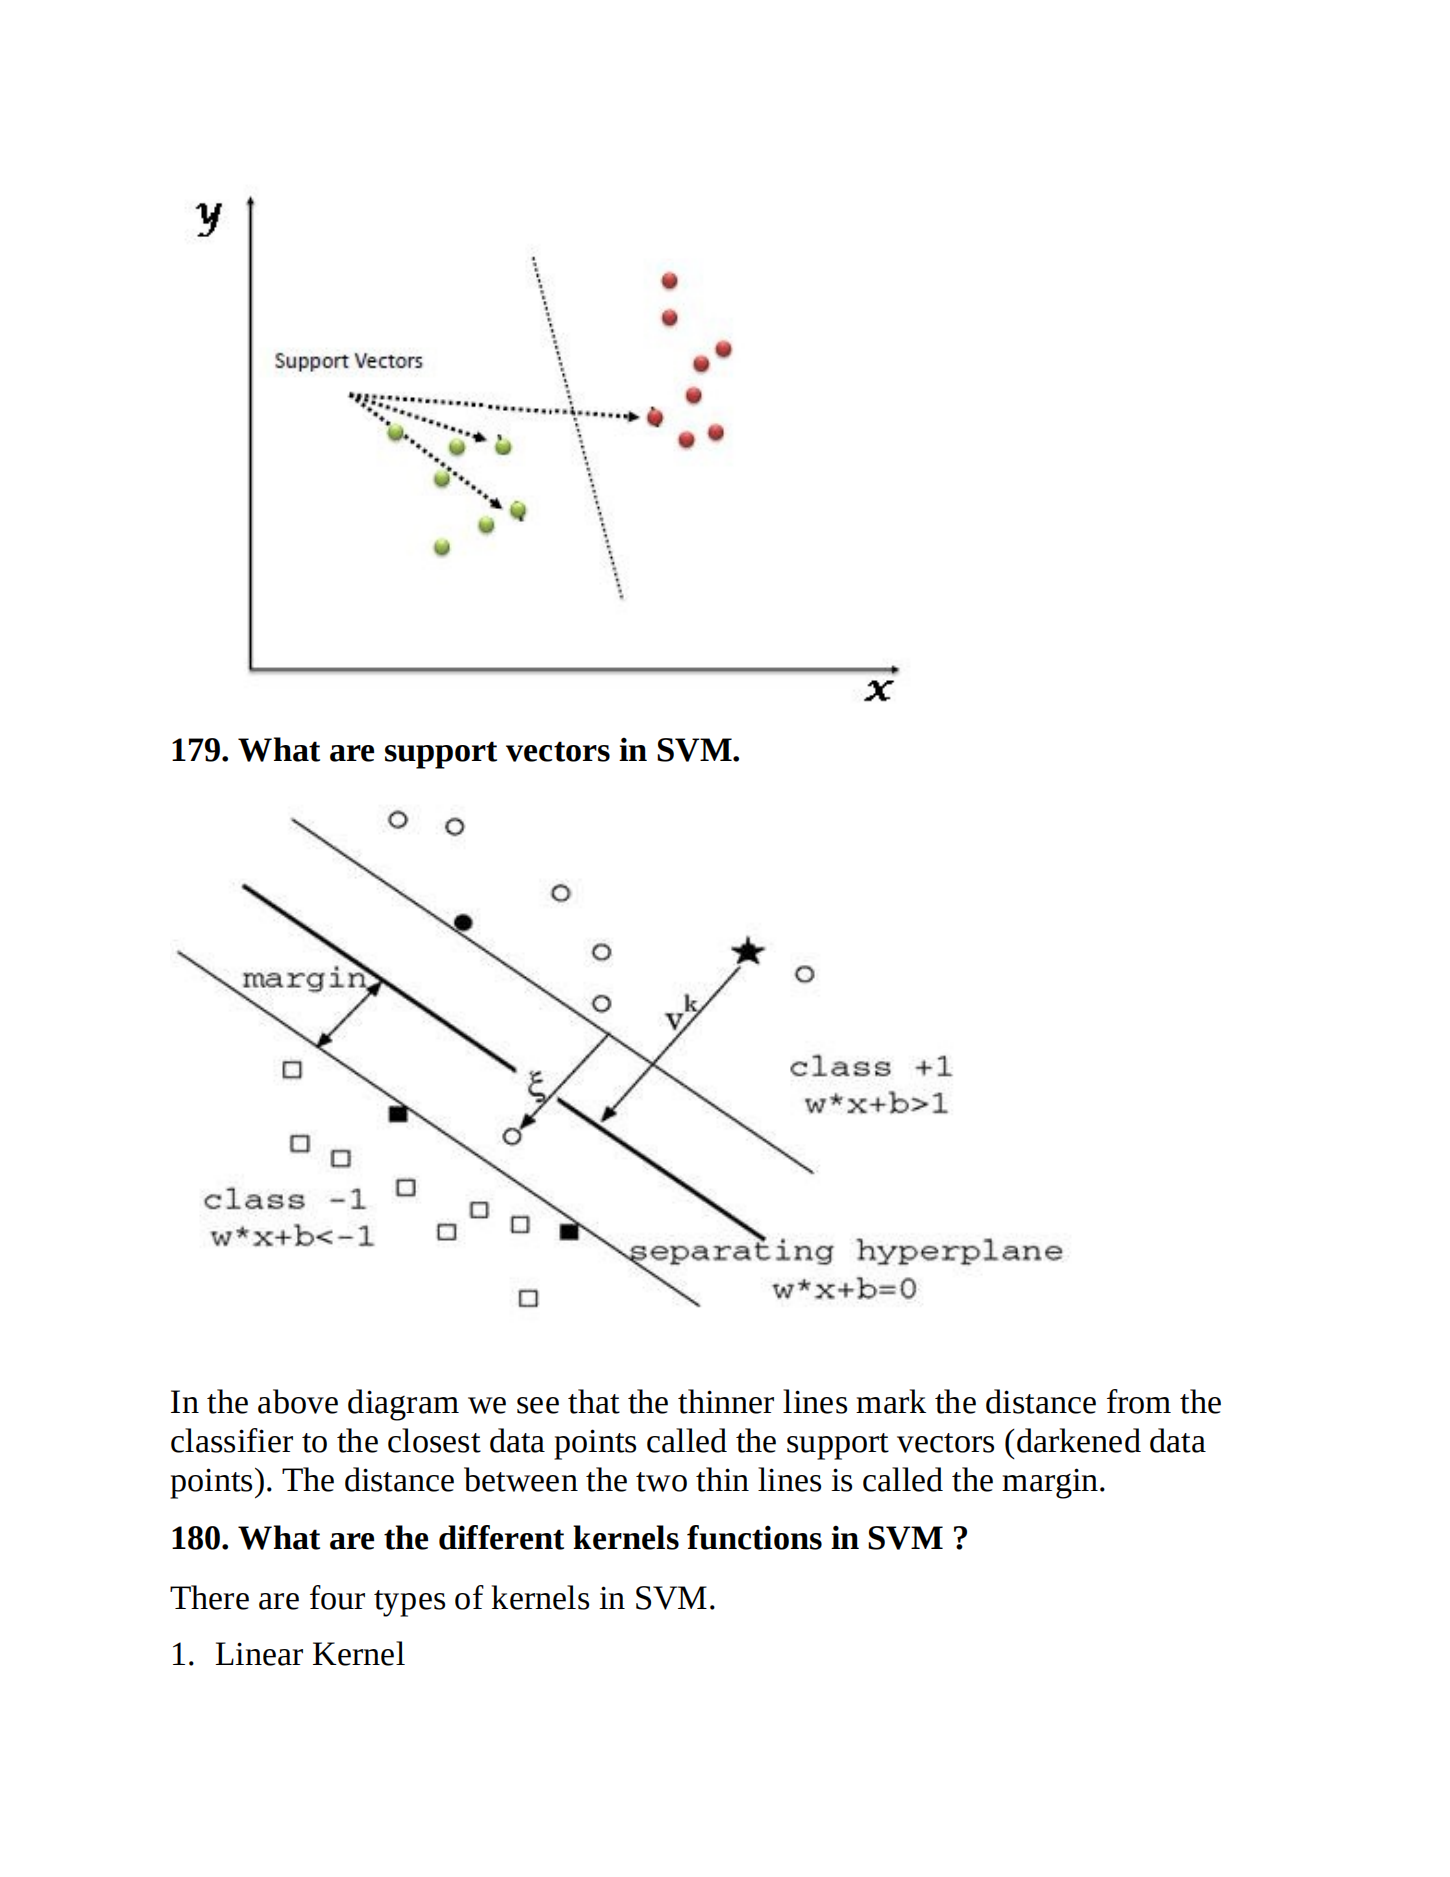 y
Support Vectors
x
179. What are support vectors in SVM.
margin
v^k
ξ
class +1
w*x+b>1
class -1
w*x+b<-1
separating hyperplane
w*x+b=0
In the above diagram we see that the thinner lines mark the distance from the
classifier to the closest data points called the support vectors (darkened data
points). The distance between the two thin lines is called the margin.
180. What are the different kernels functions in SVM ?
There are four types of kernels in SVM.
1. Linear Kernel